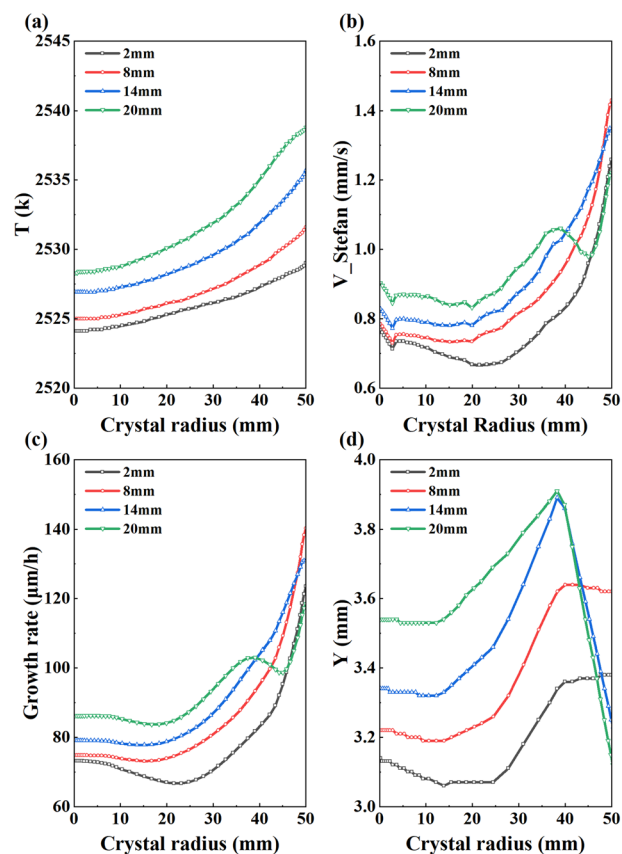 (a)
2545
2540
2535
2530
2525
2520
T (k)
2mm
8mm
14mm
20mm
0 10 20 30 40 50
Crystal radius (mm)
(b)
1.6
1.4
1.2
1.0
0.8
0.6
V_Stefan (mm/s)
2mm
8mm
14mm
20mm
0 10 20 30 40 50
Crystal Radius (mm)
(c)
160
140
120
100
80
60
Growth rate (μm/h)
2mm
8mm
14mm
20mm
0 10 20 30 40 50
Crystal radius (mm)
(d)
4.0
3.8
3.6
3.4
3.2
3.0
Y (mm)
2mm
8mm
14mm
20mm
0 10 20 30 40 50
Crystal radius (mm)